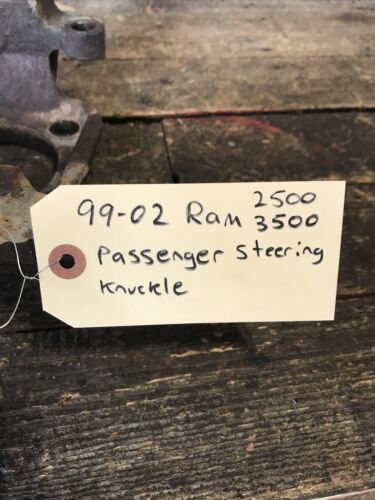 99-02 Ram 2500
3500
Passenger Steering
Knuckle